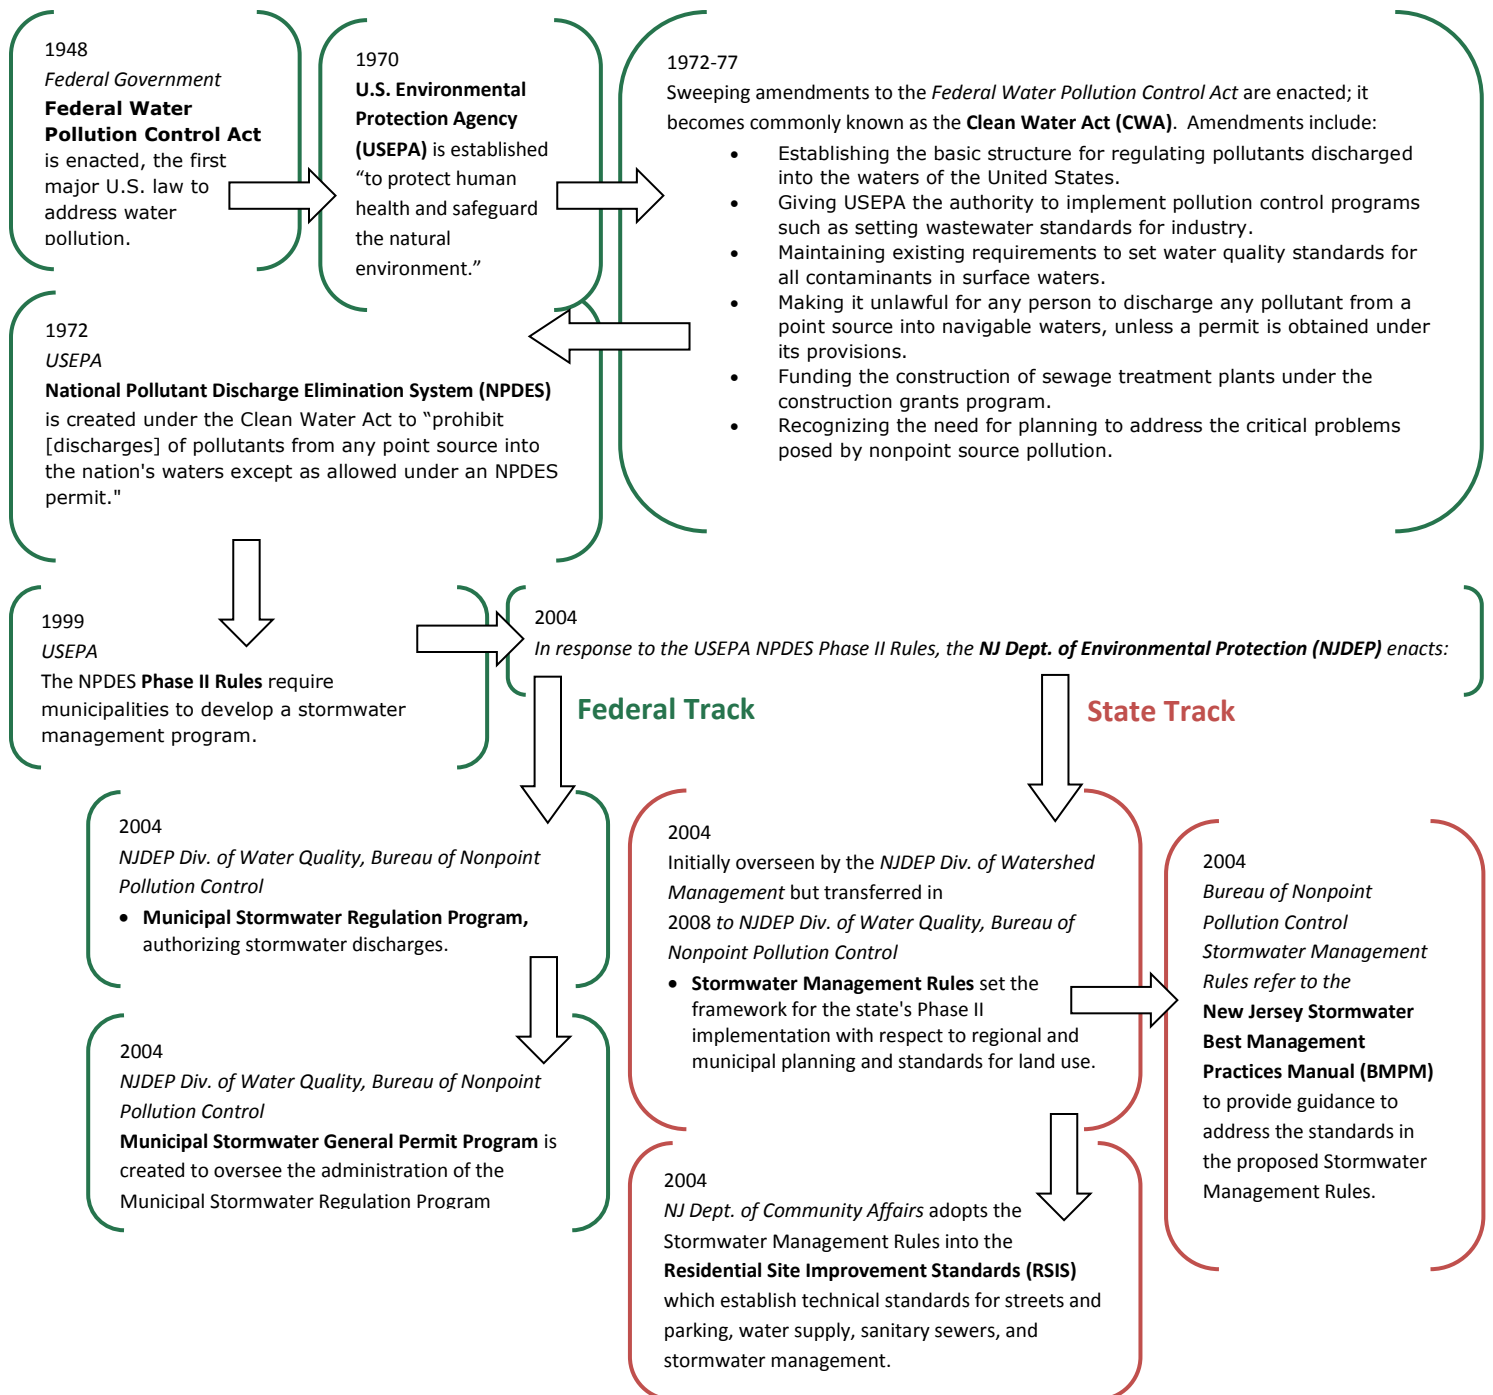 1948
Federal Government
Federal Water
Pollution Control Act
is enacted, the first
major U.S. law to
address water
pollution.
1970
U.S. Environmental
Protection Agency
(USEPA) is established
“to protect human
health and safeguard
the natural
environment.”
1972-77
Sweeping amendments to the Federal Water Pollution Control Act are enacted; it
becomes commonly known as the Clean Water Act (CWA).  Amendments include:
• Establishing the basic structure for regulating pollutants discharged
into the waters of the United States.
• Giving USEPA the authority to implement pollution control programs
such as setting wastewater standards for industry.
• Maintaining existing requirements to set water quality standards for
all contaminants in surface waters.
• Making it unlawful for any person to discharge any pollutant from a
point source into navigable waters, unless a permit is obtained under
its provisions.
• Funding the construction of sewage treatment plants under the
construction grants program.
• Recognizing the need for planning to address the critical problems
posed by nonpoint source pollution.
1972
USEPA
National Pollutant Discharge Elimination System (NPDES)
is created under the Clean Water Act to “prohibit
[discharges] of pollutants from any point source into
the nation's waters except as allowed under an NPDES
permit."
1999
USEPA
The NPDES Phase II Rules require
municipalities to develop a stormwater
management program.
2004
In response to the USEPA NPDES Phase II Rules, the NJ Dept. of Environmental Protection (NJDEP) enacts:
Federal Track
State Track
2004
NJDEP Div. of Water Quality, Bureau of Nonpoint
Pollution Control
• Municipal Stormwater Regulation Program,
authorizing stormwater discharges.
2004
NJDEP Div. of Water Quality, Bureau of Nonpoint
Pollution Control
Municipal Stormwater General Permit Program is
created to oversee the administration of the
Municipal Stormwater Regulation Program
2004
Initially overseen by the NJDEP Div. of Watershed
Management but transferred in
2008 to NJDEP Div. of Water Quality, Bureau of
Nonpoint Pollution Control
• Stormwater Management Rules set the
framework for the state's Phase II
implementation with respect to regional and
municipal planning and standards for land use.
2004
NJ Dept. of Community Affairs adopts the
Stormwater Management Rules into the
Residential Site Improvement Standards (RSIS)
which establish technical standards for streets and
parking, water supply, sanitary sewers, and
stormwater management.
2004
Bureau of Nonpoint
Pollution Control
Stormwater Management
Rules refer to the
New Jersey Stormwater
Best Management
Practices Manual (BMPM)
to provide guidance to
address the standards in
the proposed Stormwater
Management Rules.